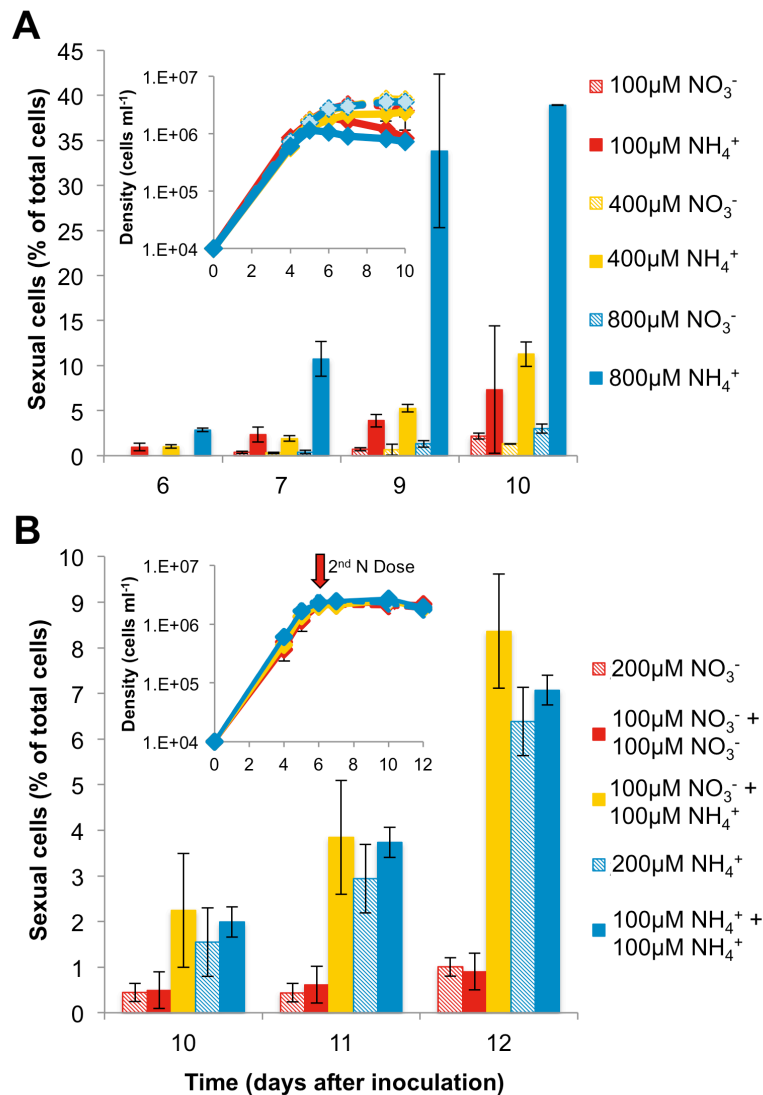 A
Sexual cells (% of total cells)
45
40
35
30
25
20
15
10
5
0
6 7 9 10
Density (cells ml-1)
1.E+07
1.E+06
1.E+05
1.E+04
0 2 4 6 8 10
100µM NO3-
100µM NH4+
400µM NO3-
400µM NH4+
800µM NO3-
800µM NH4+
B
Sexual cells (% of total cells)
10
9
8
7
6
5
4
3
2
1
0
10 11 12
Time (days after inoculation)
Density (cells ml-1)
1.E+07
1.E+06
1.E+05
1.E+04
0 2 4 6 8 10 12
2nd N Dose
200µM NO3-
100µM NO3- +
100µM NO3-
100µM NO3- +
100µM NH4+
200µM NH4+
100µM NH4+ +
100µM NH4+